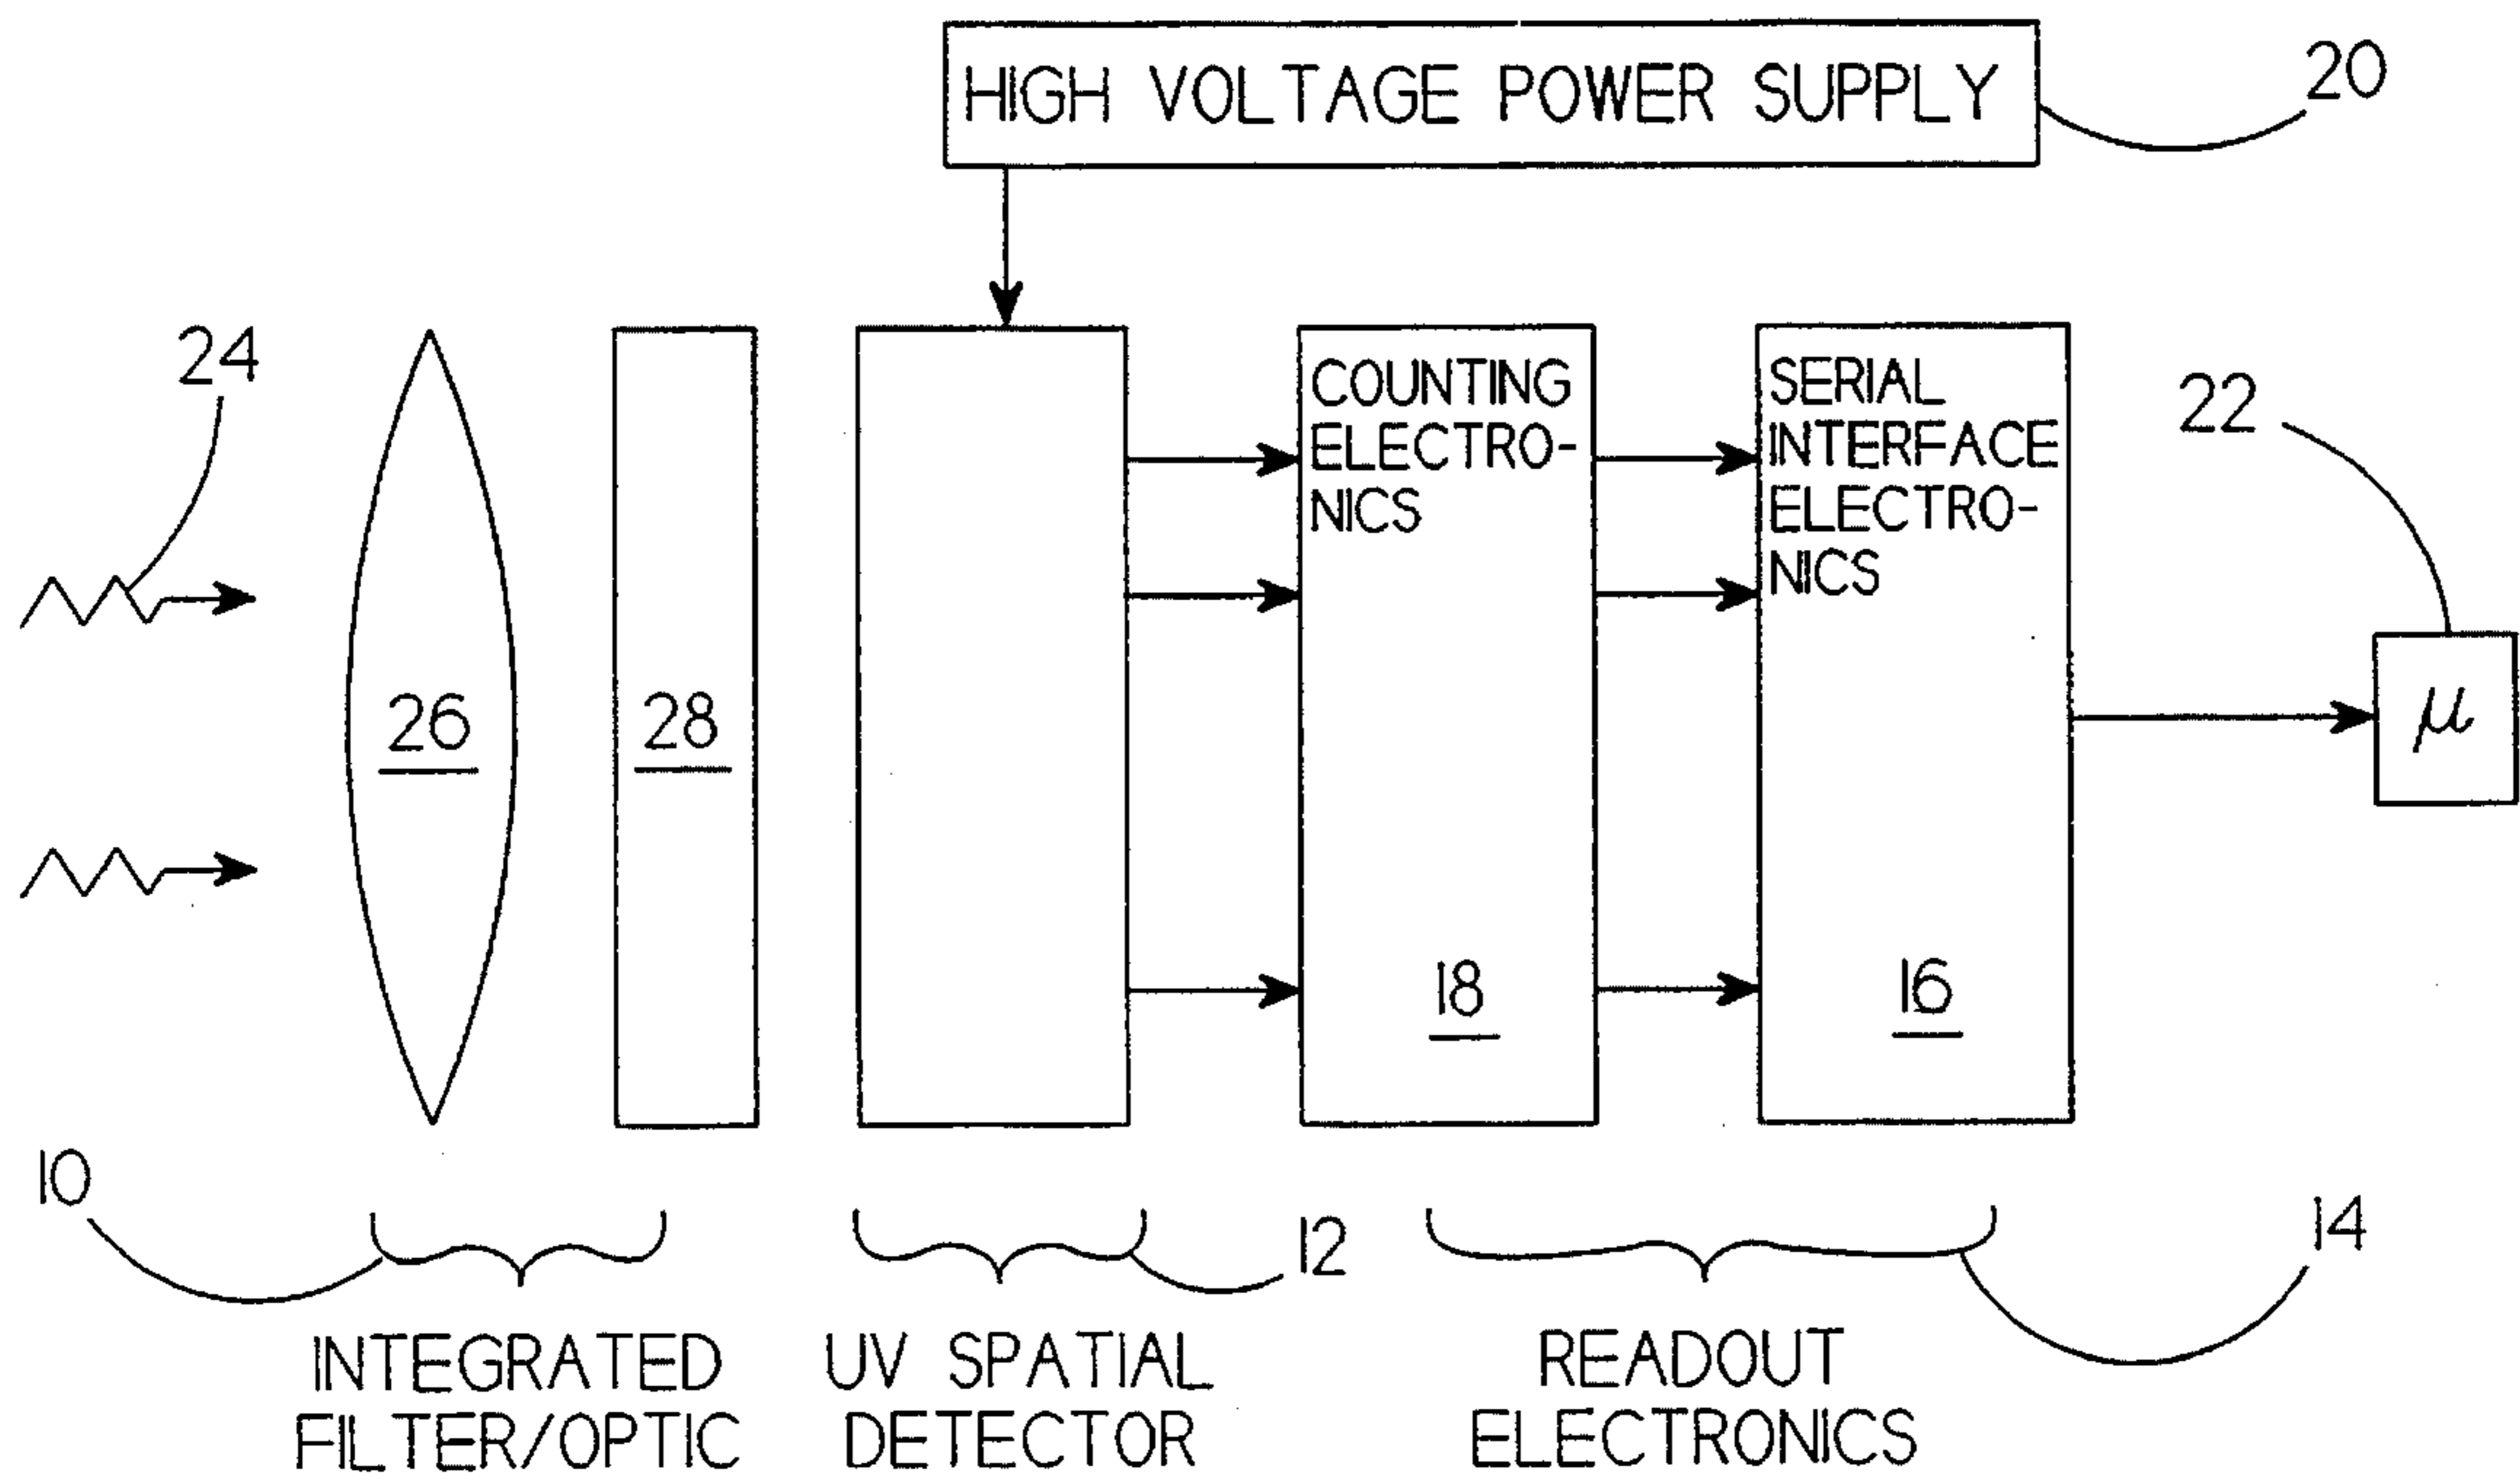 HIGH VOLTAGE POWER SUPPLY
20
24
COUNTING
ELECTRO-
NICS
SERIAL
INTERFACE
ELECTRO-
NICS
22
26
28
μ
18
16
10
12
14
INTEGRATED
FILTER/OPTIC
UV SPATIAL
DETECTOR
READOUT
ELECTRONICS